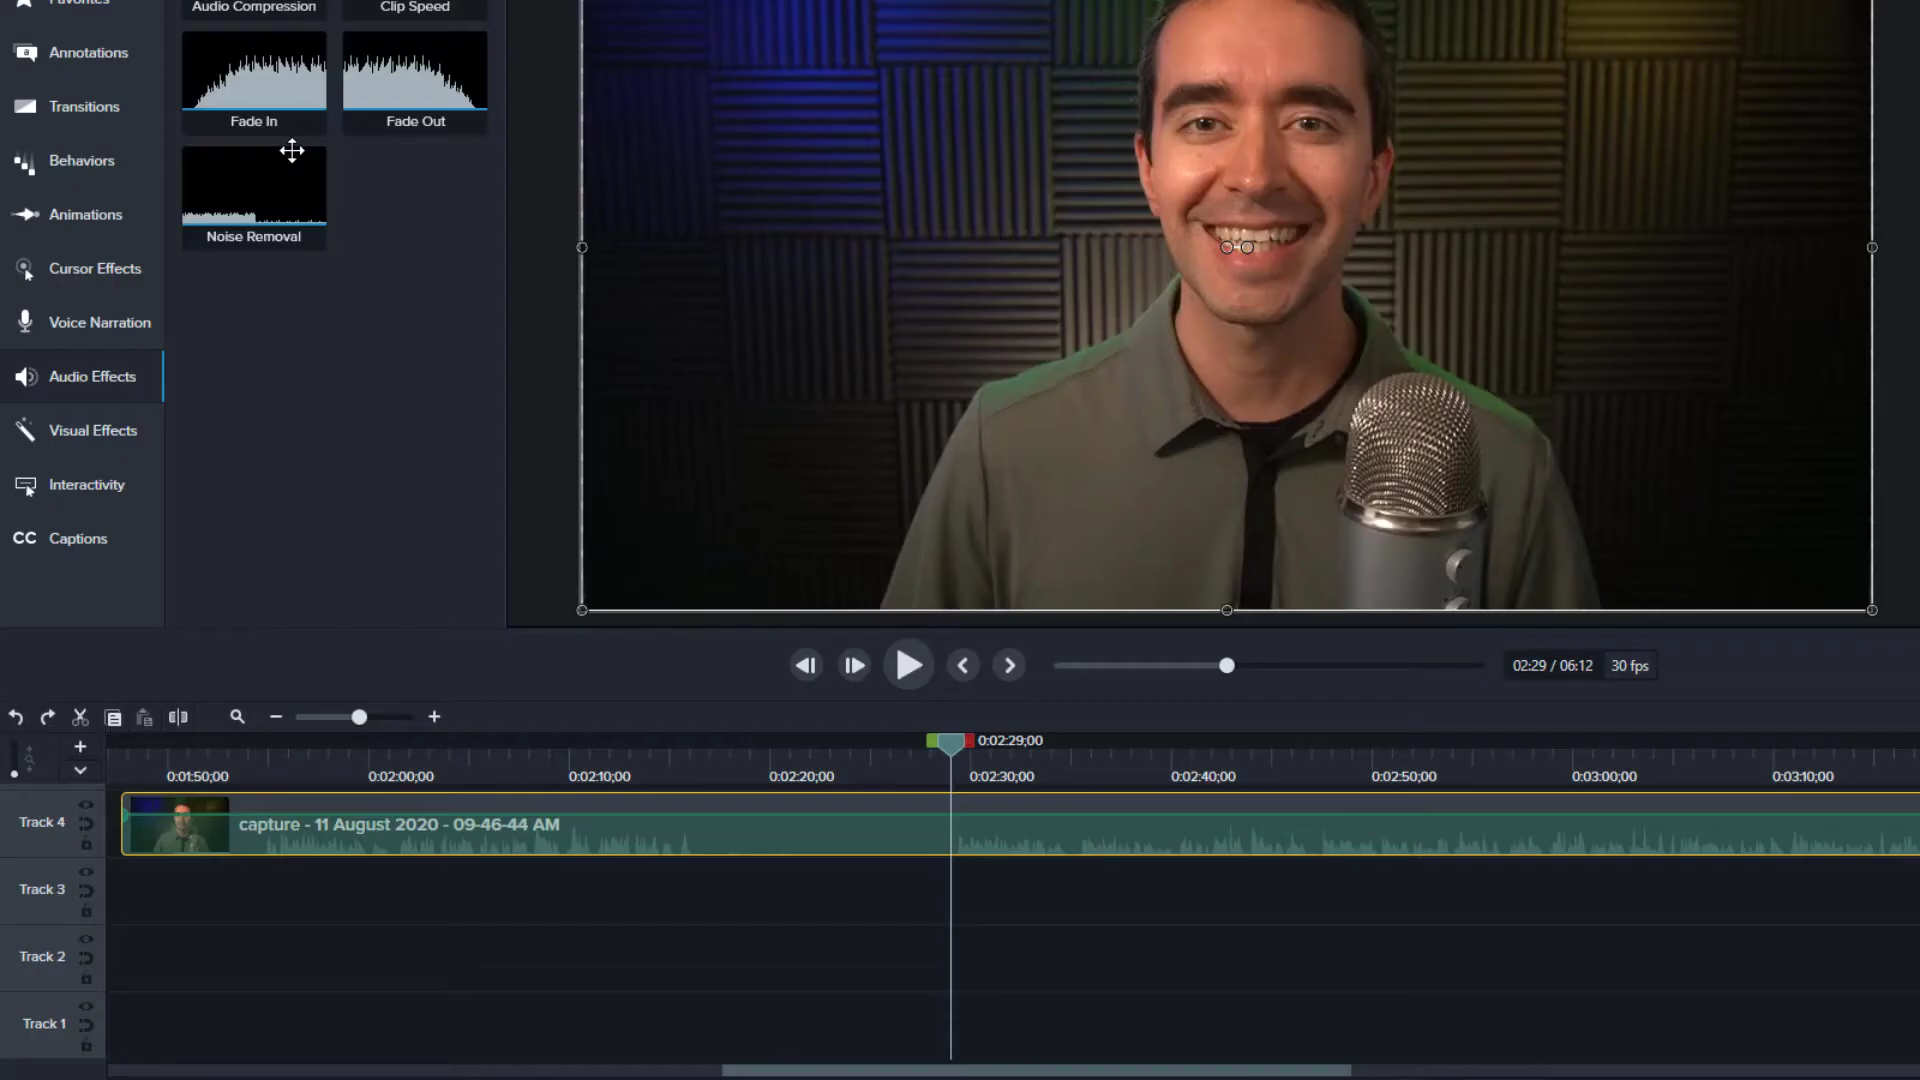 Favorites
Annotations
Transitions
Behaviors
Animations
Cursor Effects
Voice Narration
Audio Effects
Visual Effects
Interactivity
CC Captions
Audio Compression
Clip Speed
Fade In
Fade Out
Noise Removal
02:29 / 06:12 30 fps
0:02:29;00
0:01:50;00 0:02:00;00 0:02:10;00 0:02:20;00 0:02:30;00 0:02:40;00 0:02:50;00 0:03:00;00 0:03:10;00
Track 4
capture - 11 August 2020 - 09-46-44 AM
Track 3
Track 2
Track 1